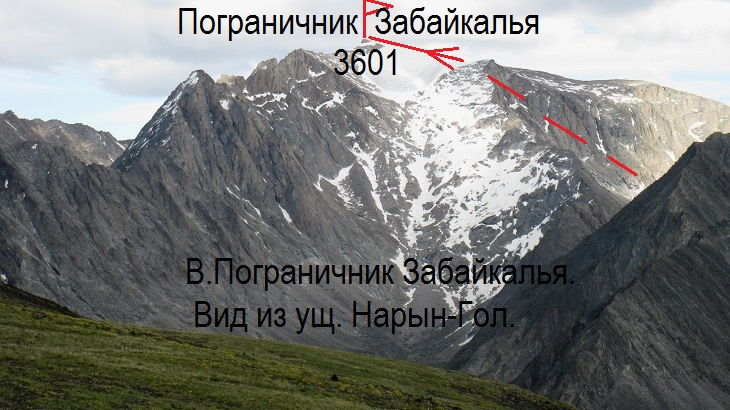 Пограничник Забайкалья
3601
В.Пограничник Забайкалья.
Вид из ущ. Нарын-Гол.